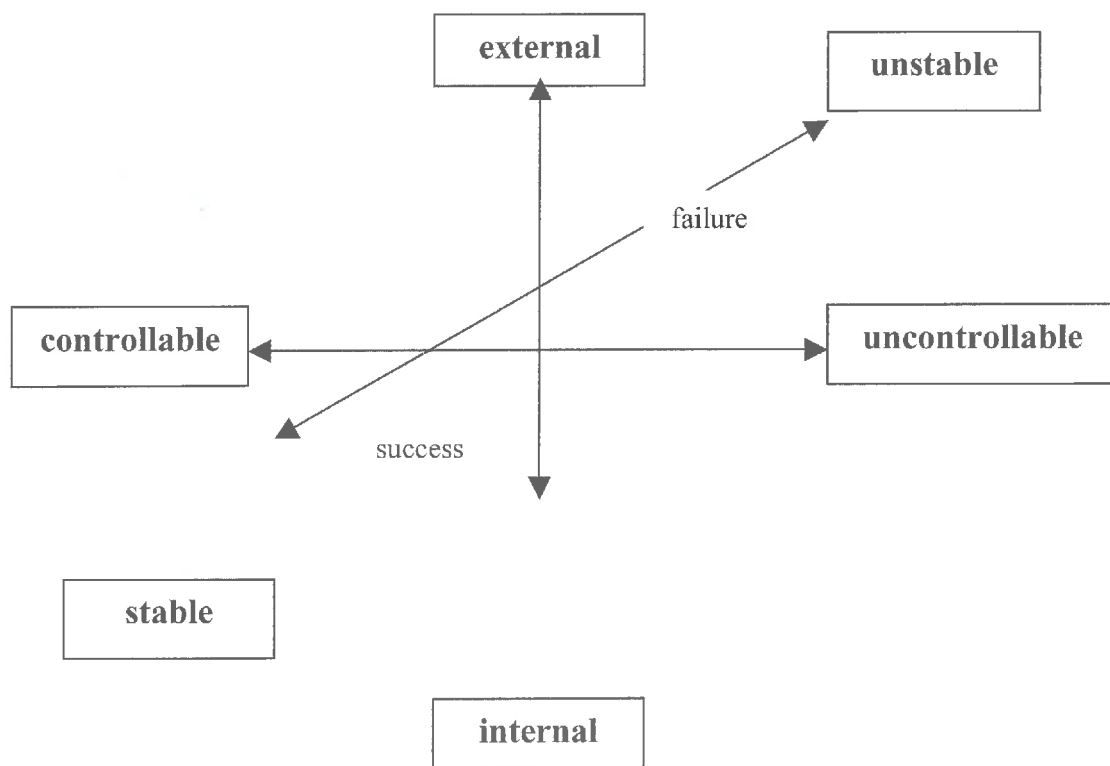 external
unstable
failure
controllable
uncontrollable
success
stable
internal